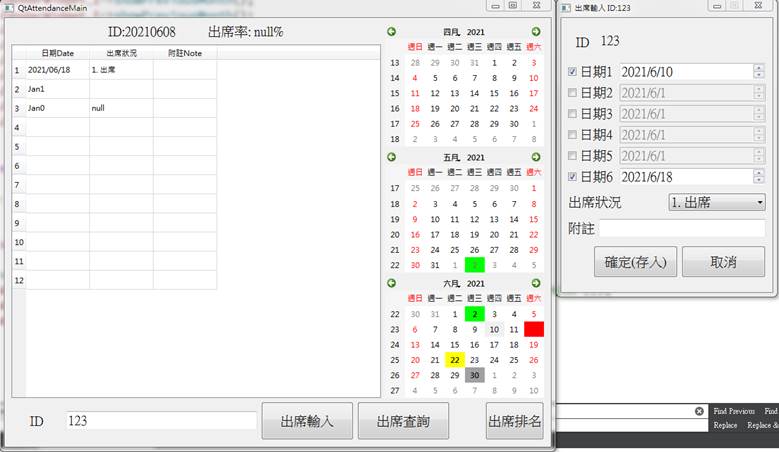 QtAttendanceMain
ID:20210608 出席率: null%
日期Date 出席狀況 附註Note
1 2021/06/18 1. 出席
2 Jan1
3 Jan0 null
4
5
6
7
8
9
10
11
12
四月, 2021
週日 週一 週二 週三 週四 週五 週六
13 28 29 30 31 1 2 3
14 4 5 6 7 8 9 10
15 11 12 13 14 15 16 17
16 18 19 20 21 22 23 24
17 25 26 27 28 29 30 1
18 2 3 4 5 6 7 8
五月, 2021
週日 週一 週二 週三 週四 週五 週六
17 25 26 27 28 29 30 1
18 2 3 4 5 6 7 8
19 9 10 11 12 13 14 15
20 16 17 18 19 20 21 22
21 23 24 25 26 27 28 29
22 30 31 1 2 3 4 5
六月, 2021
週日 週一 週二 週三 週四 週五 週六
22 30 31 1 2 3 4 5
23 6 7 8 9 10 11
24 13 14 15 16 17 18 19
25 20 21 22 23 24 25 26
26 27 28 29 30 1 2 3
27 4 5 6 7 8 9 10
ID 123 出席輸入 出席查詢 出席排名
出席輸入 ID:123
ID 123
日期1 2021/6/10
日期2 2021/6/1
日期3 2021/6/1
日期4 2021/6/1
日期5 2021/6/1
日期6 2021/6/18
出席狀況 1. 出席
附註
確定(存入) 取消
Find Previous Find
Replace Replace &